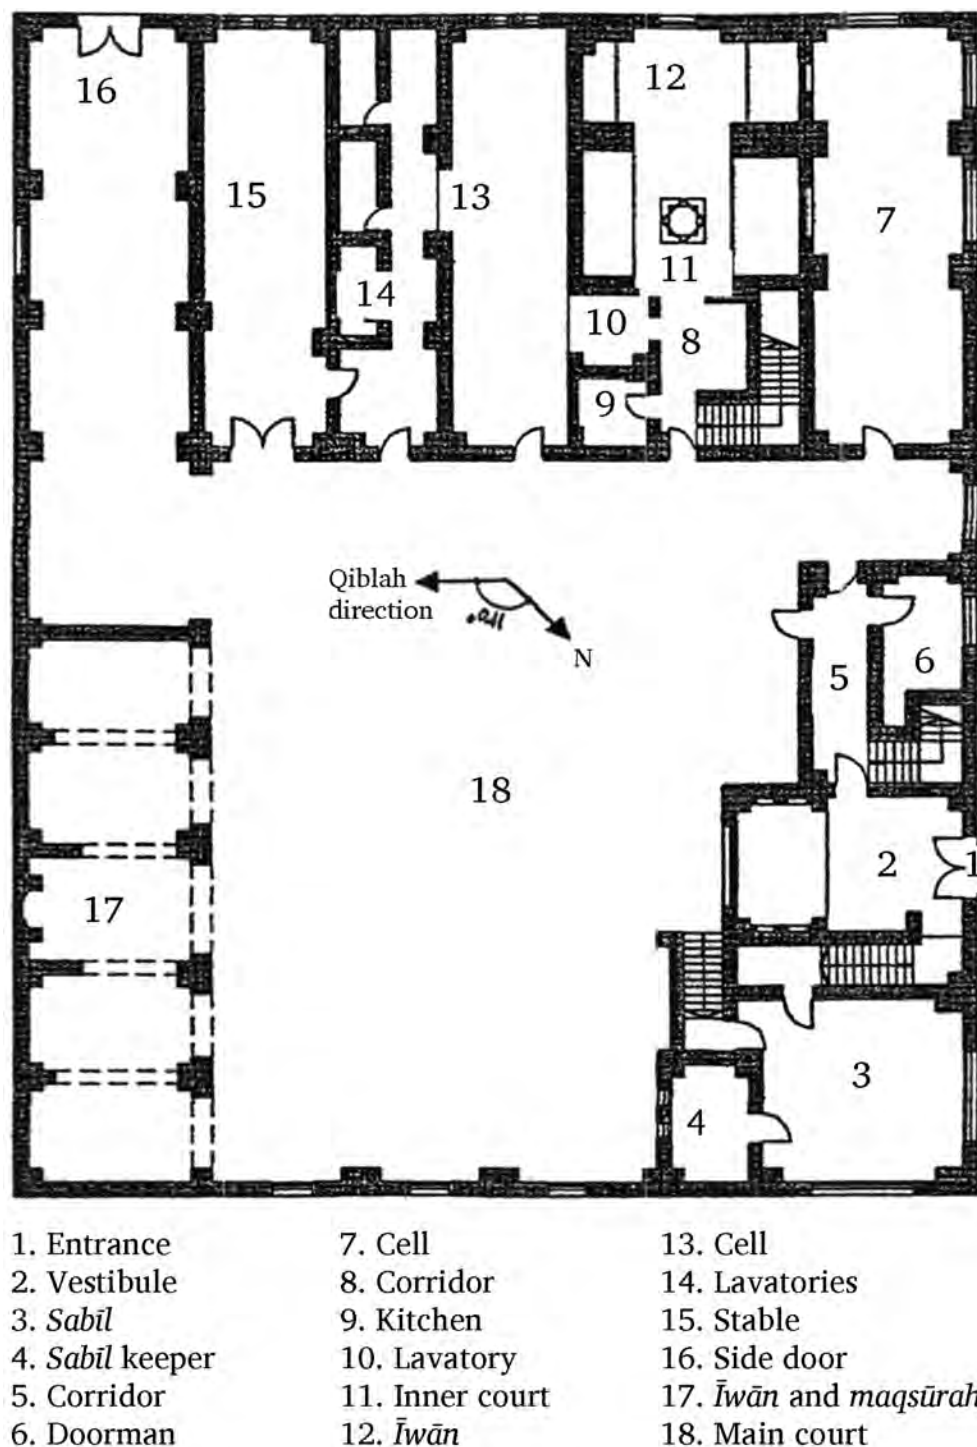 16
12
15
13
7
11
14
10
8
9
Qiblah
direction
N
5
6
18
2
1
17
3
4
1. Entrance
2. Vestibule
3. Sabīl
4. Sabīl keeper
5. Corridor
6. Doorman
7. Cell
8. Corridor
9. Kitchen
10. Lavatory
11. Inner court
12. Īwān
13. Cell
14. Lavatories
15. Stable
16. Side door
17. Īwān and maqsūrah
18. Main court